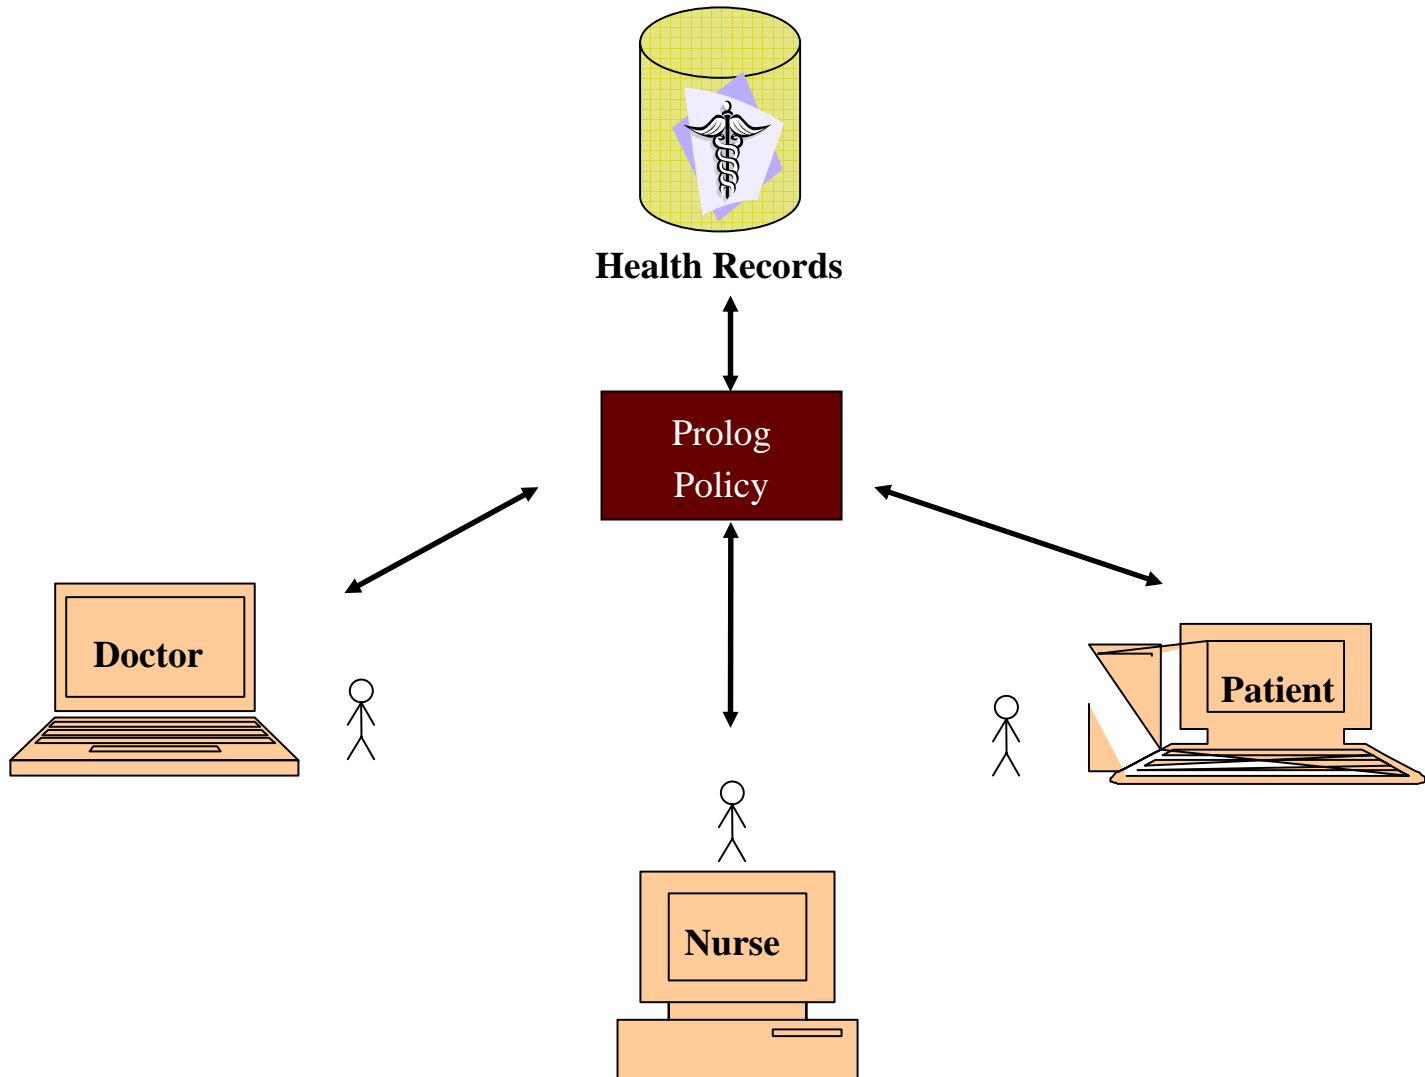 Health Records
Prolog
Policy
Doctor
Patient
Nurse